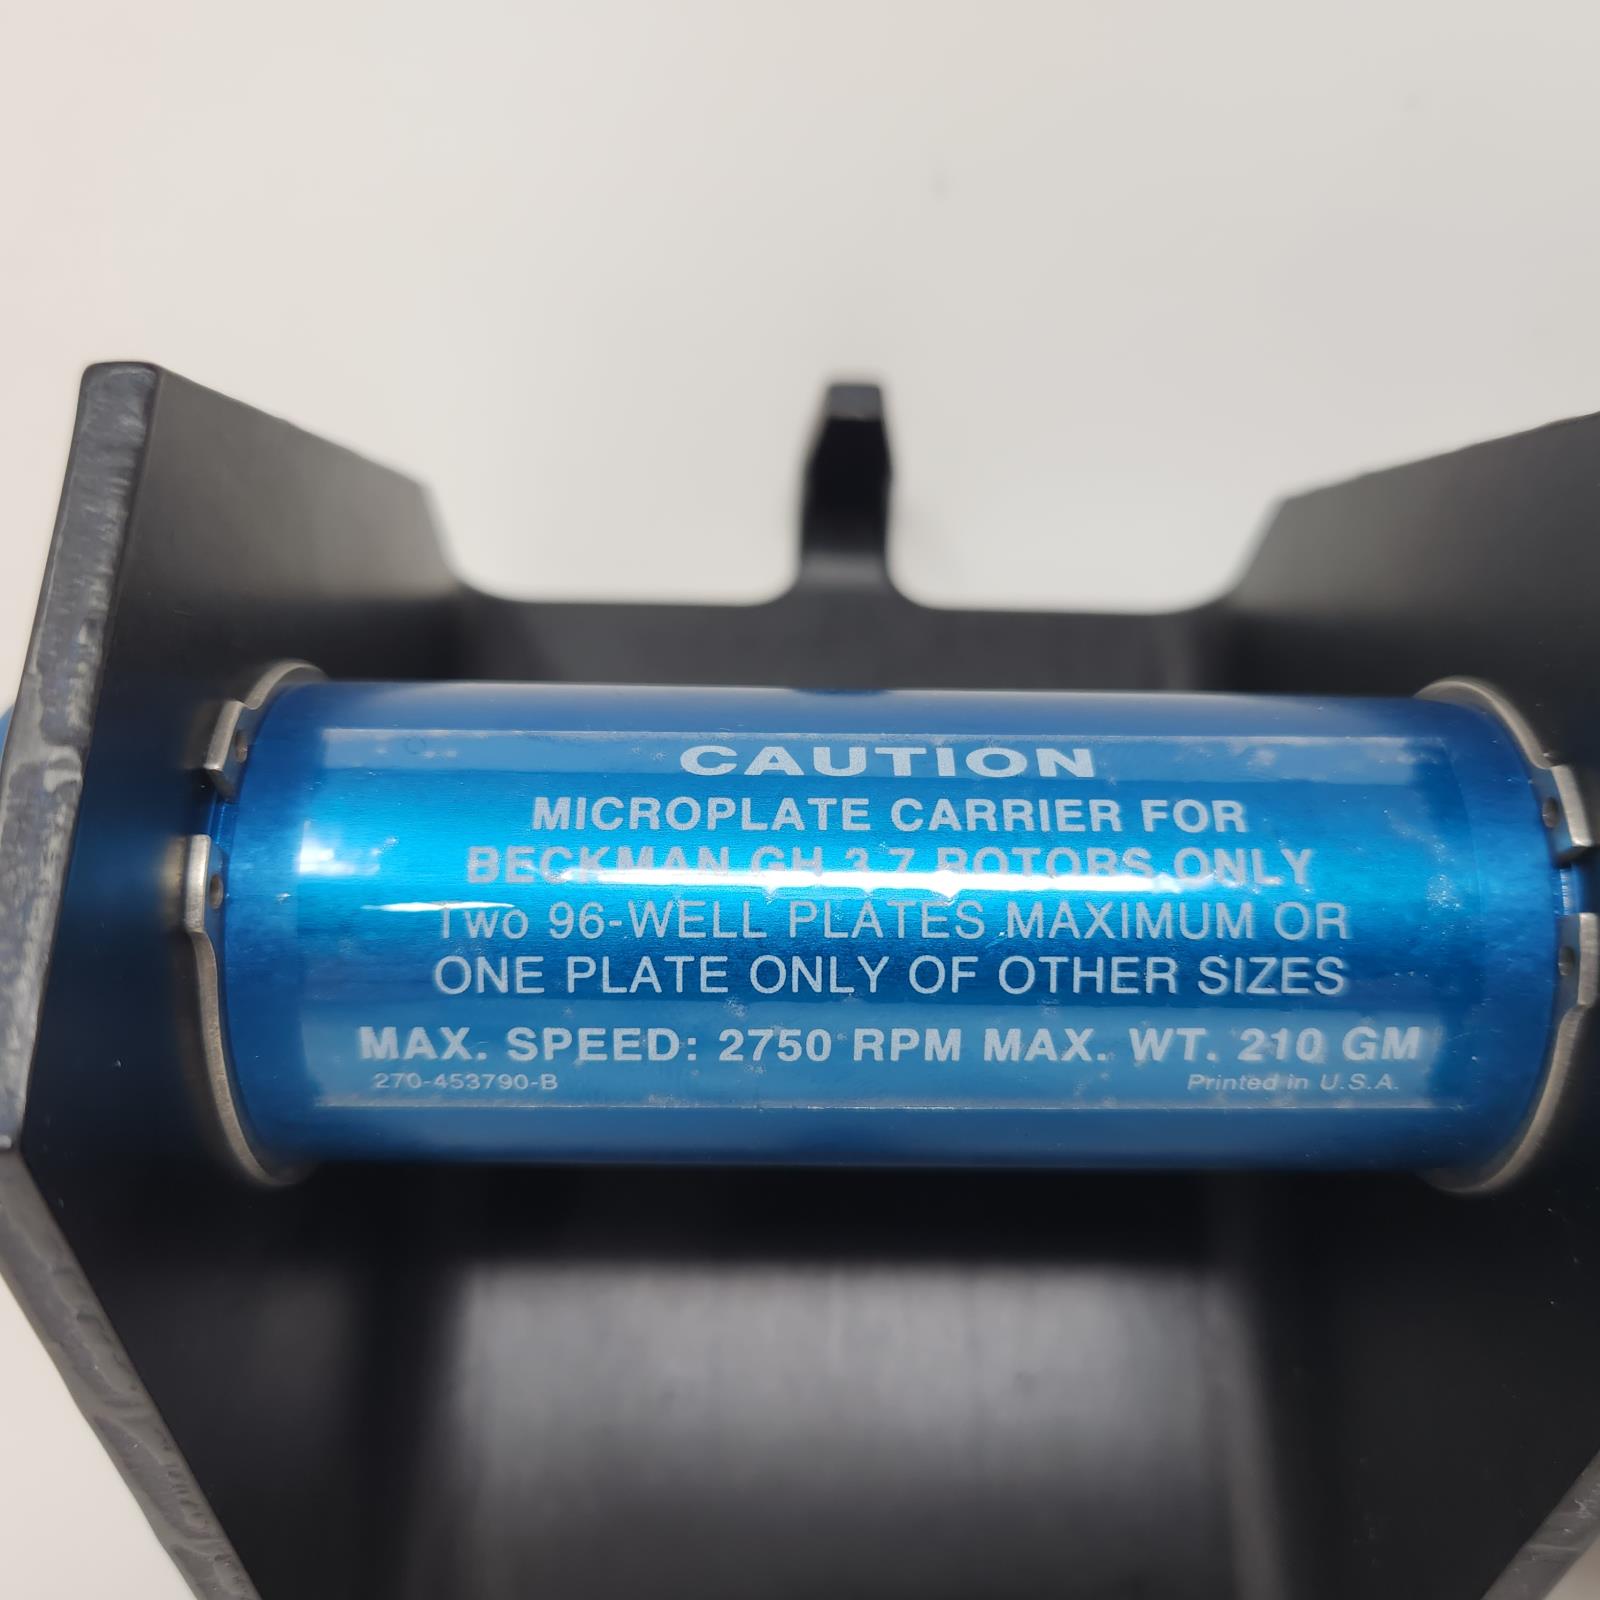 CAUTION
MICROPLATE CARRIER FOR
BECKMAN GH 3.7 ROTORS ONLY
Two 96-WELL PLATES MAXIMUM OR
ONE PLATE ONLY OF OTHER SIZES
MAX. SPEED: 2750 RPM MAX. WT. 210 GM
270-453790-B Printed in U.S.A.